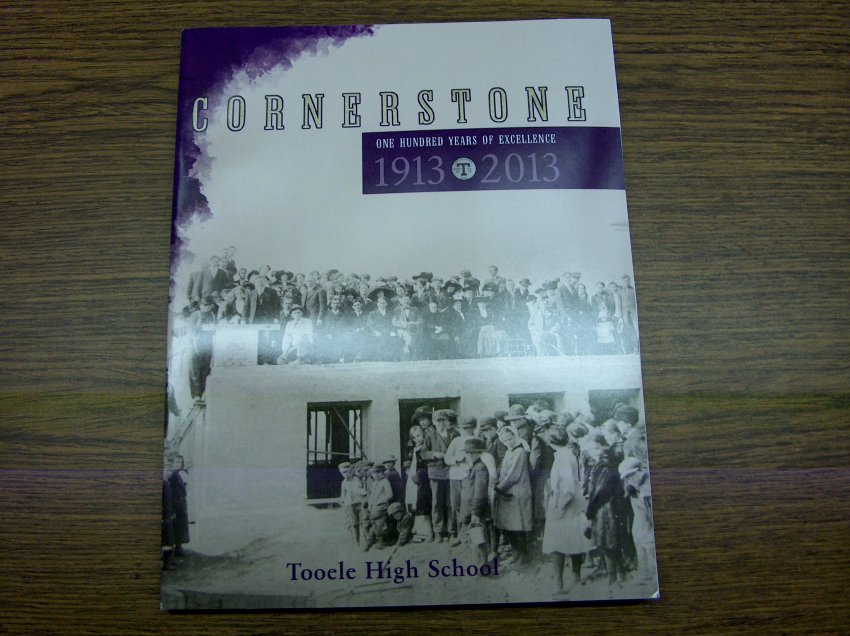 CORNERSTONE
ONE HUNDRED YEARS OF EXCELLENCE
1913 T 2013
Tooele High School